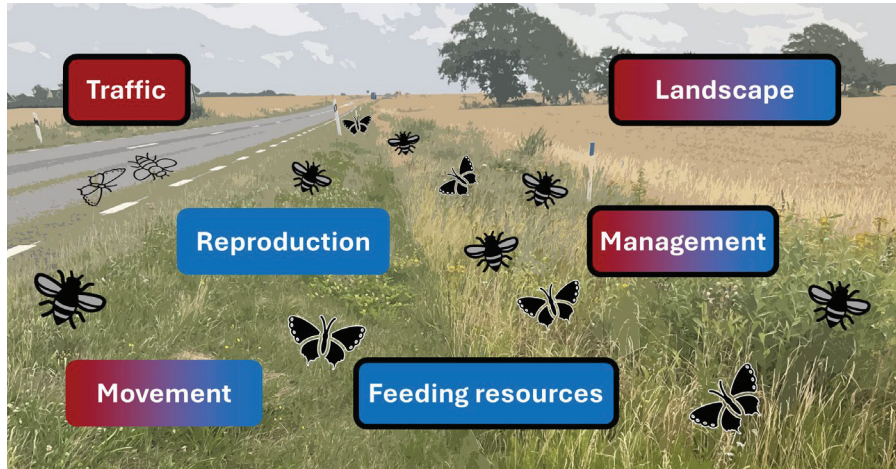 Traffic
Landscape
Reproduction
Management
Movement
Feeding resources